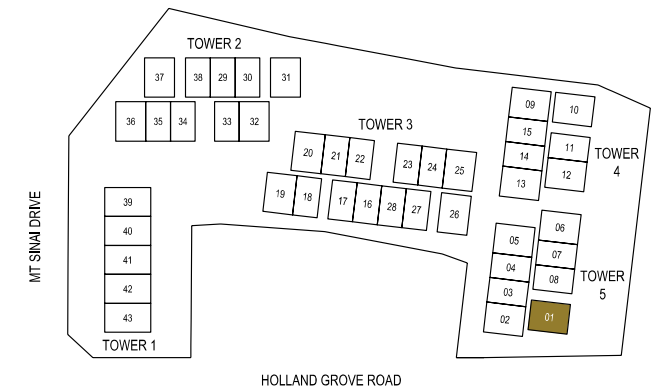 TOWER 2
37
38 29 30
31
36 35 34
33 32
TOWER 3
20 21 22
23 24 25
19 18
17 16 28 27
26
09
10
15
14
13
11
12
TOWER
4
MT SINAI DRIVE
39
40
41
42
43
TOWER 1
05
04
03
02
06
07
08
01
TOWER
5
HOLLAND GROVE ROAD